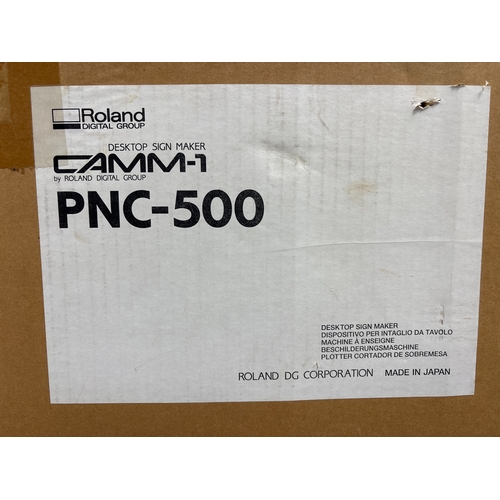 Roland
DIGITAL GROUP
DESKTOP SIGN MAKER
CAMM-1
by ROLAND DIGITAL GROUP
PNC-500
DESKTOP SIGN MAKER
DISPOSITIVO PER INTAGLIO DA TAVOLO
MACHINE À ENSEIGNE
BESCHILDERUNGSMASCHINE
PLOTTER CORTADOR DE SOBREMESA
ROLAND DG CORPORATION MADE IN JAPAN